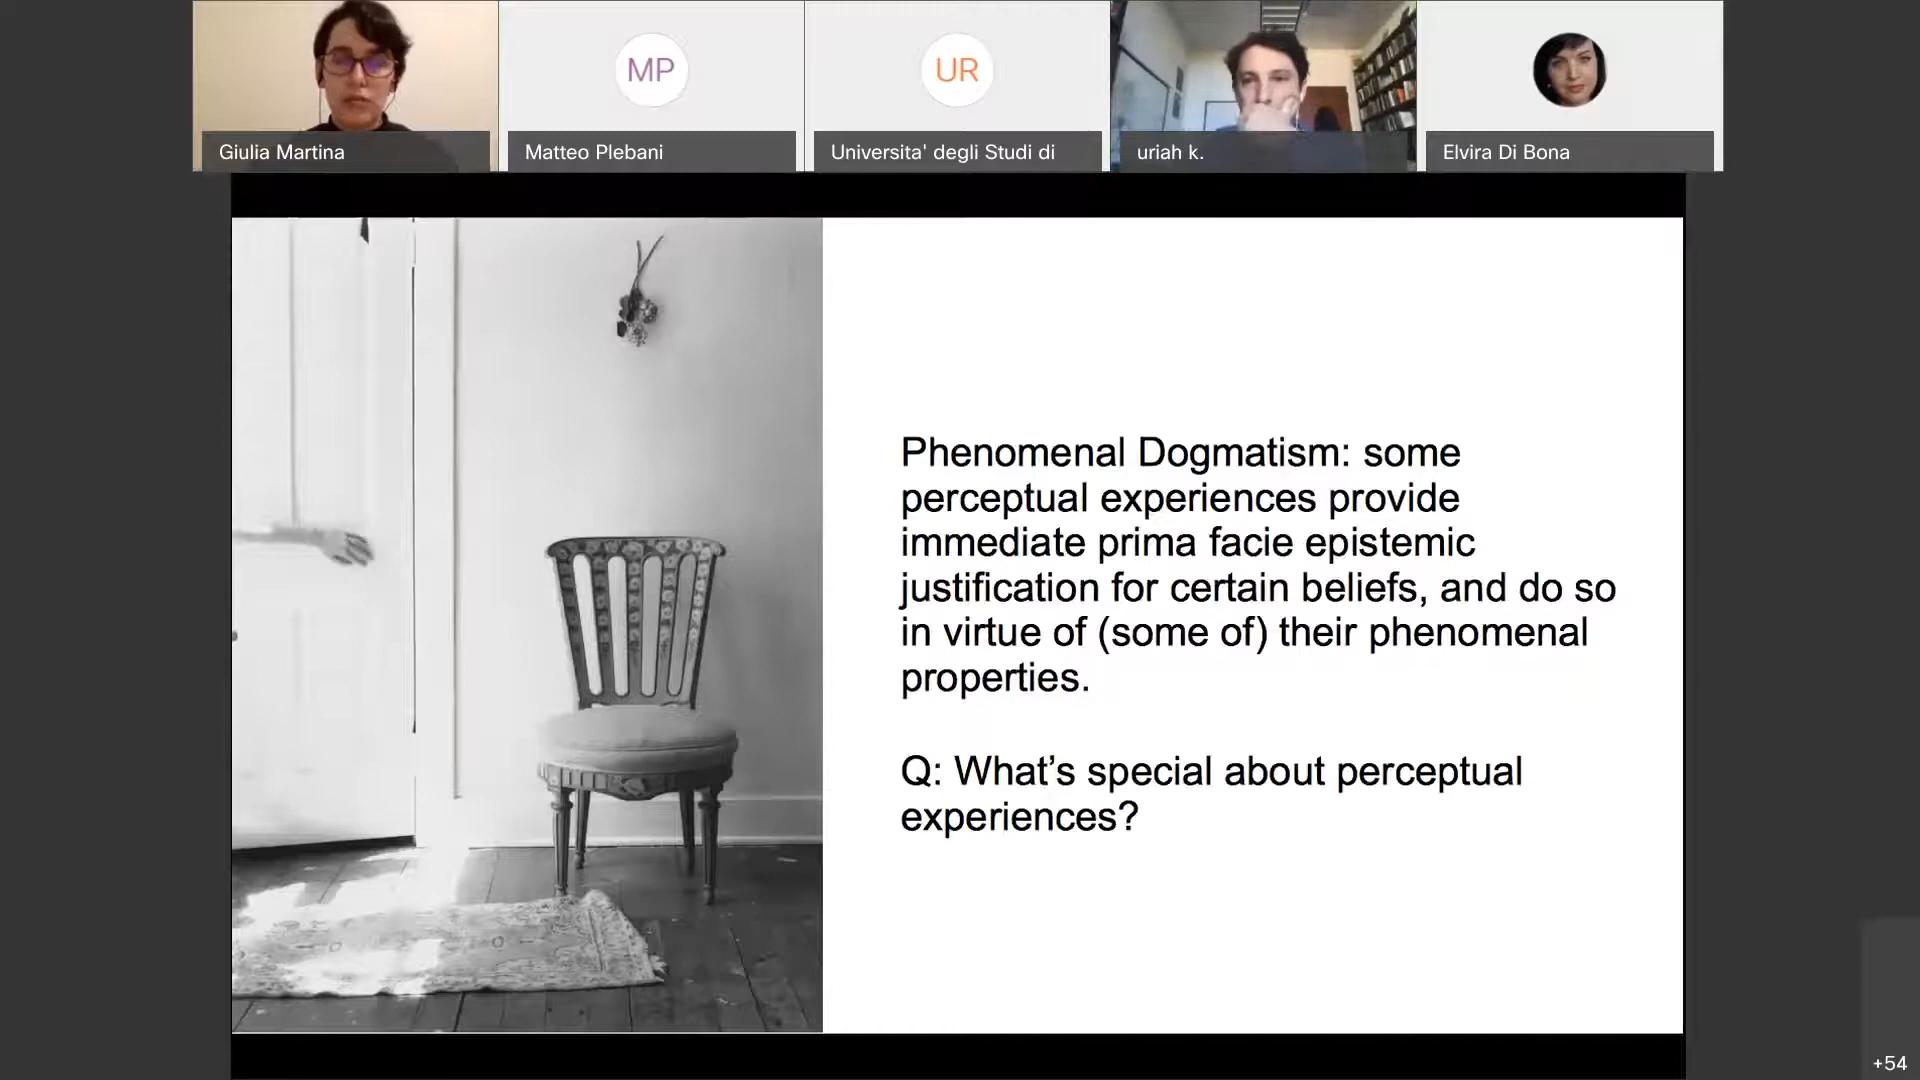 MP
UR
Giulia Martina
Matteo Plebani
Universita' degli Studi di
uriah k.
Elvira Di Bona
Phenomenal Dogmatism: some
perceptual experiences provide
immediate prima facie epistemic
justification for certain beliefs, and do so
in virtue of (some of) their phenomenal
properties.
Q: What’s special about perceptual
experiences?
+54